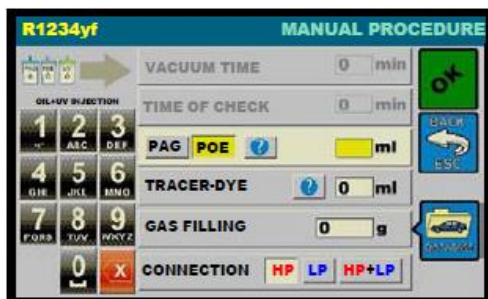 R1234yf MANUAL PROCEDURE
VACUUM TIME 0 min
OK
OIL+UV INJECTION
TIME OF CHECK 0 min
BACK
ESC
1 2 ABC 3 DEF
PAG POE ? ml
4 GHI 5 JKL 6 MNO
TRACER-DYE ? 0 ml
7 PQRS 8 TUV 9 WXYZ
GAS FILLING 0 g
DATABASE
0 X
CONNECTION HP LP HP+LP